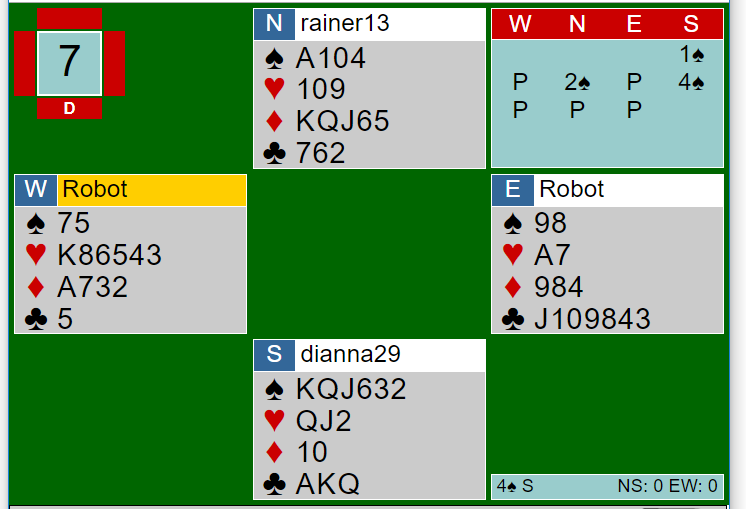 7
D
N rainer13
♠ A104
♥ 109
♦ KQJ65
♣ 762
W N E S
1♠
P 2♠ P 4♠
P P P
W Robot
♠ 75
♥ K86543
♦ A732
♣ 5
E Robot
♠ 98
♥ A7
♦ 984
♣ J109843
S dianna29
♠ KQJ632
♥ QJ2
♦ 10
♣ AKQ
4♠ S NS: 0 EW: 0